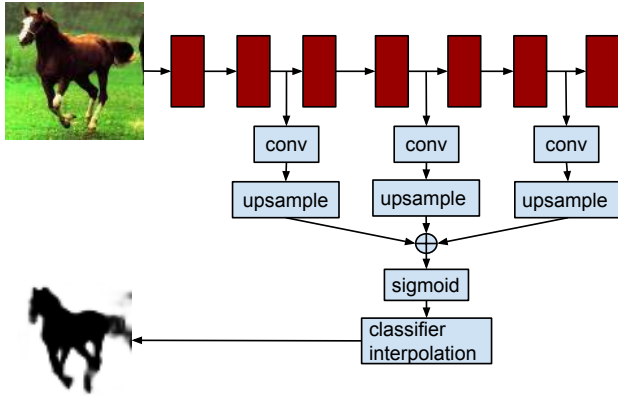 conv
conv
conv
upsample
upsample
upsample
sigmoid
classifier
interpolation